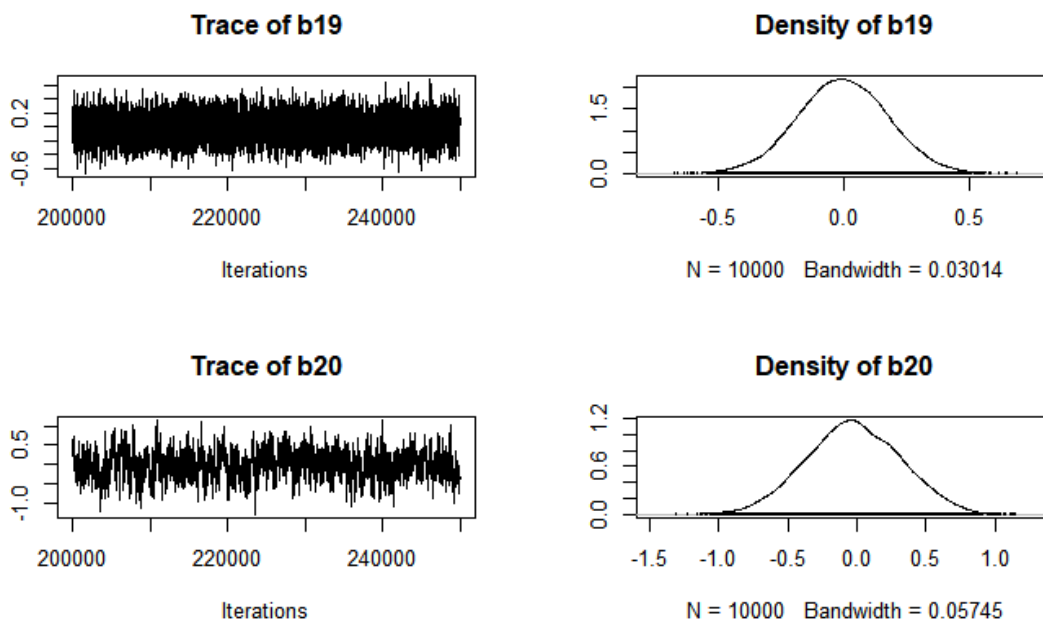 Trace of b19
Density of b19
0.2
-0.6
200000 220000 240000
Iterations
1.5
0.0
-0.5 0.0 0.5
N = 10000 Bandwidth = 0.03014
Trace of b20
Density of b20
0.5
-1.0
200000 220000 240000
Iterations
1.2
0.6
0.0
-1.5 -1.0 -0.5 0.0 0.5 1.0
N = 10000 Bandwidth = 0.05745